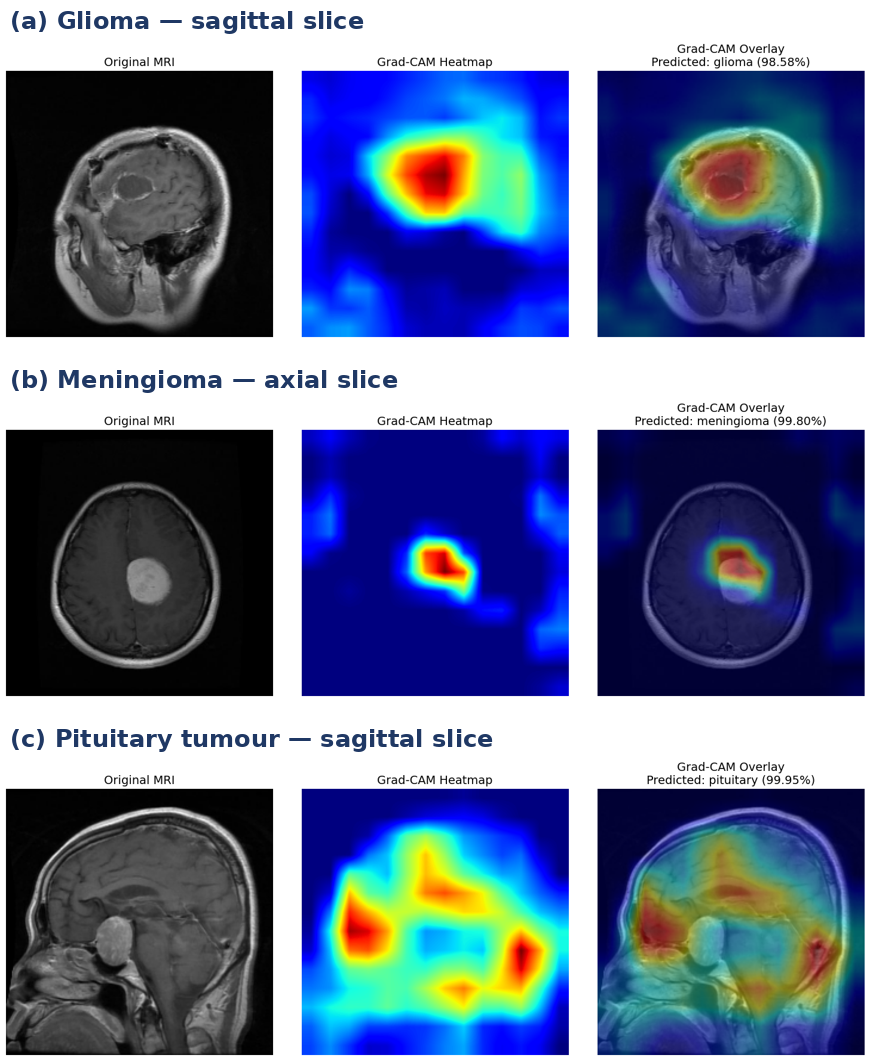 (a) Glioma — sagittal slice
Original MRI
Grad-CAM Heatmap
Grad-CAM Overlay
Predicted: glioma (98.58%)
(b) Meningioma — axial slice
Original MRI
Grad-CAM Heatmap
Grad-CAM Overlay
Predicted: meningioma (99.80%)
(c) Pituitary tumour — sagittal slice
Original MRI
Grad-CAM Heatmap
Grad-CAM Overlay
Predicted: pituitary (99.95%)